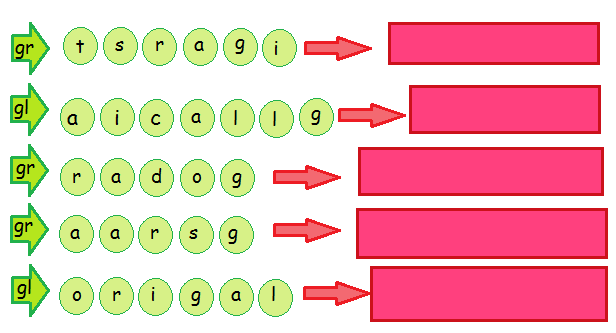 gr t s r a g i
gl a i c a l l g
gr r a d o g
gr a a r s g
gl o r i g a l